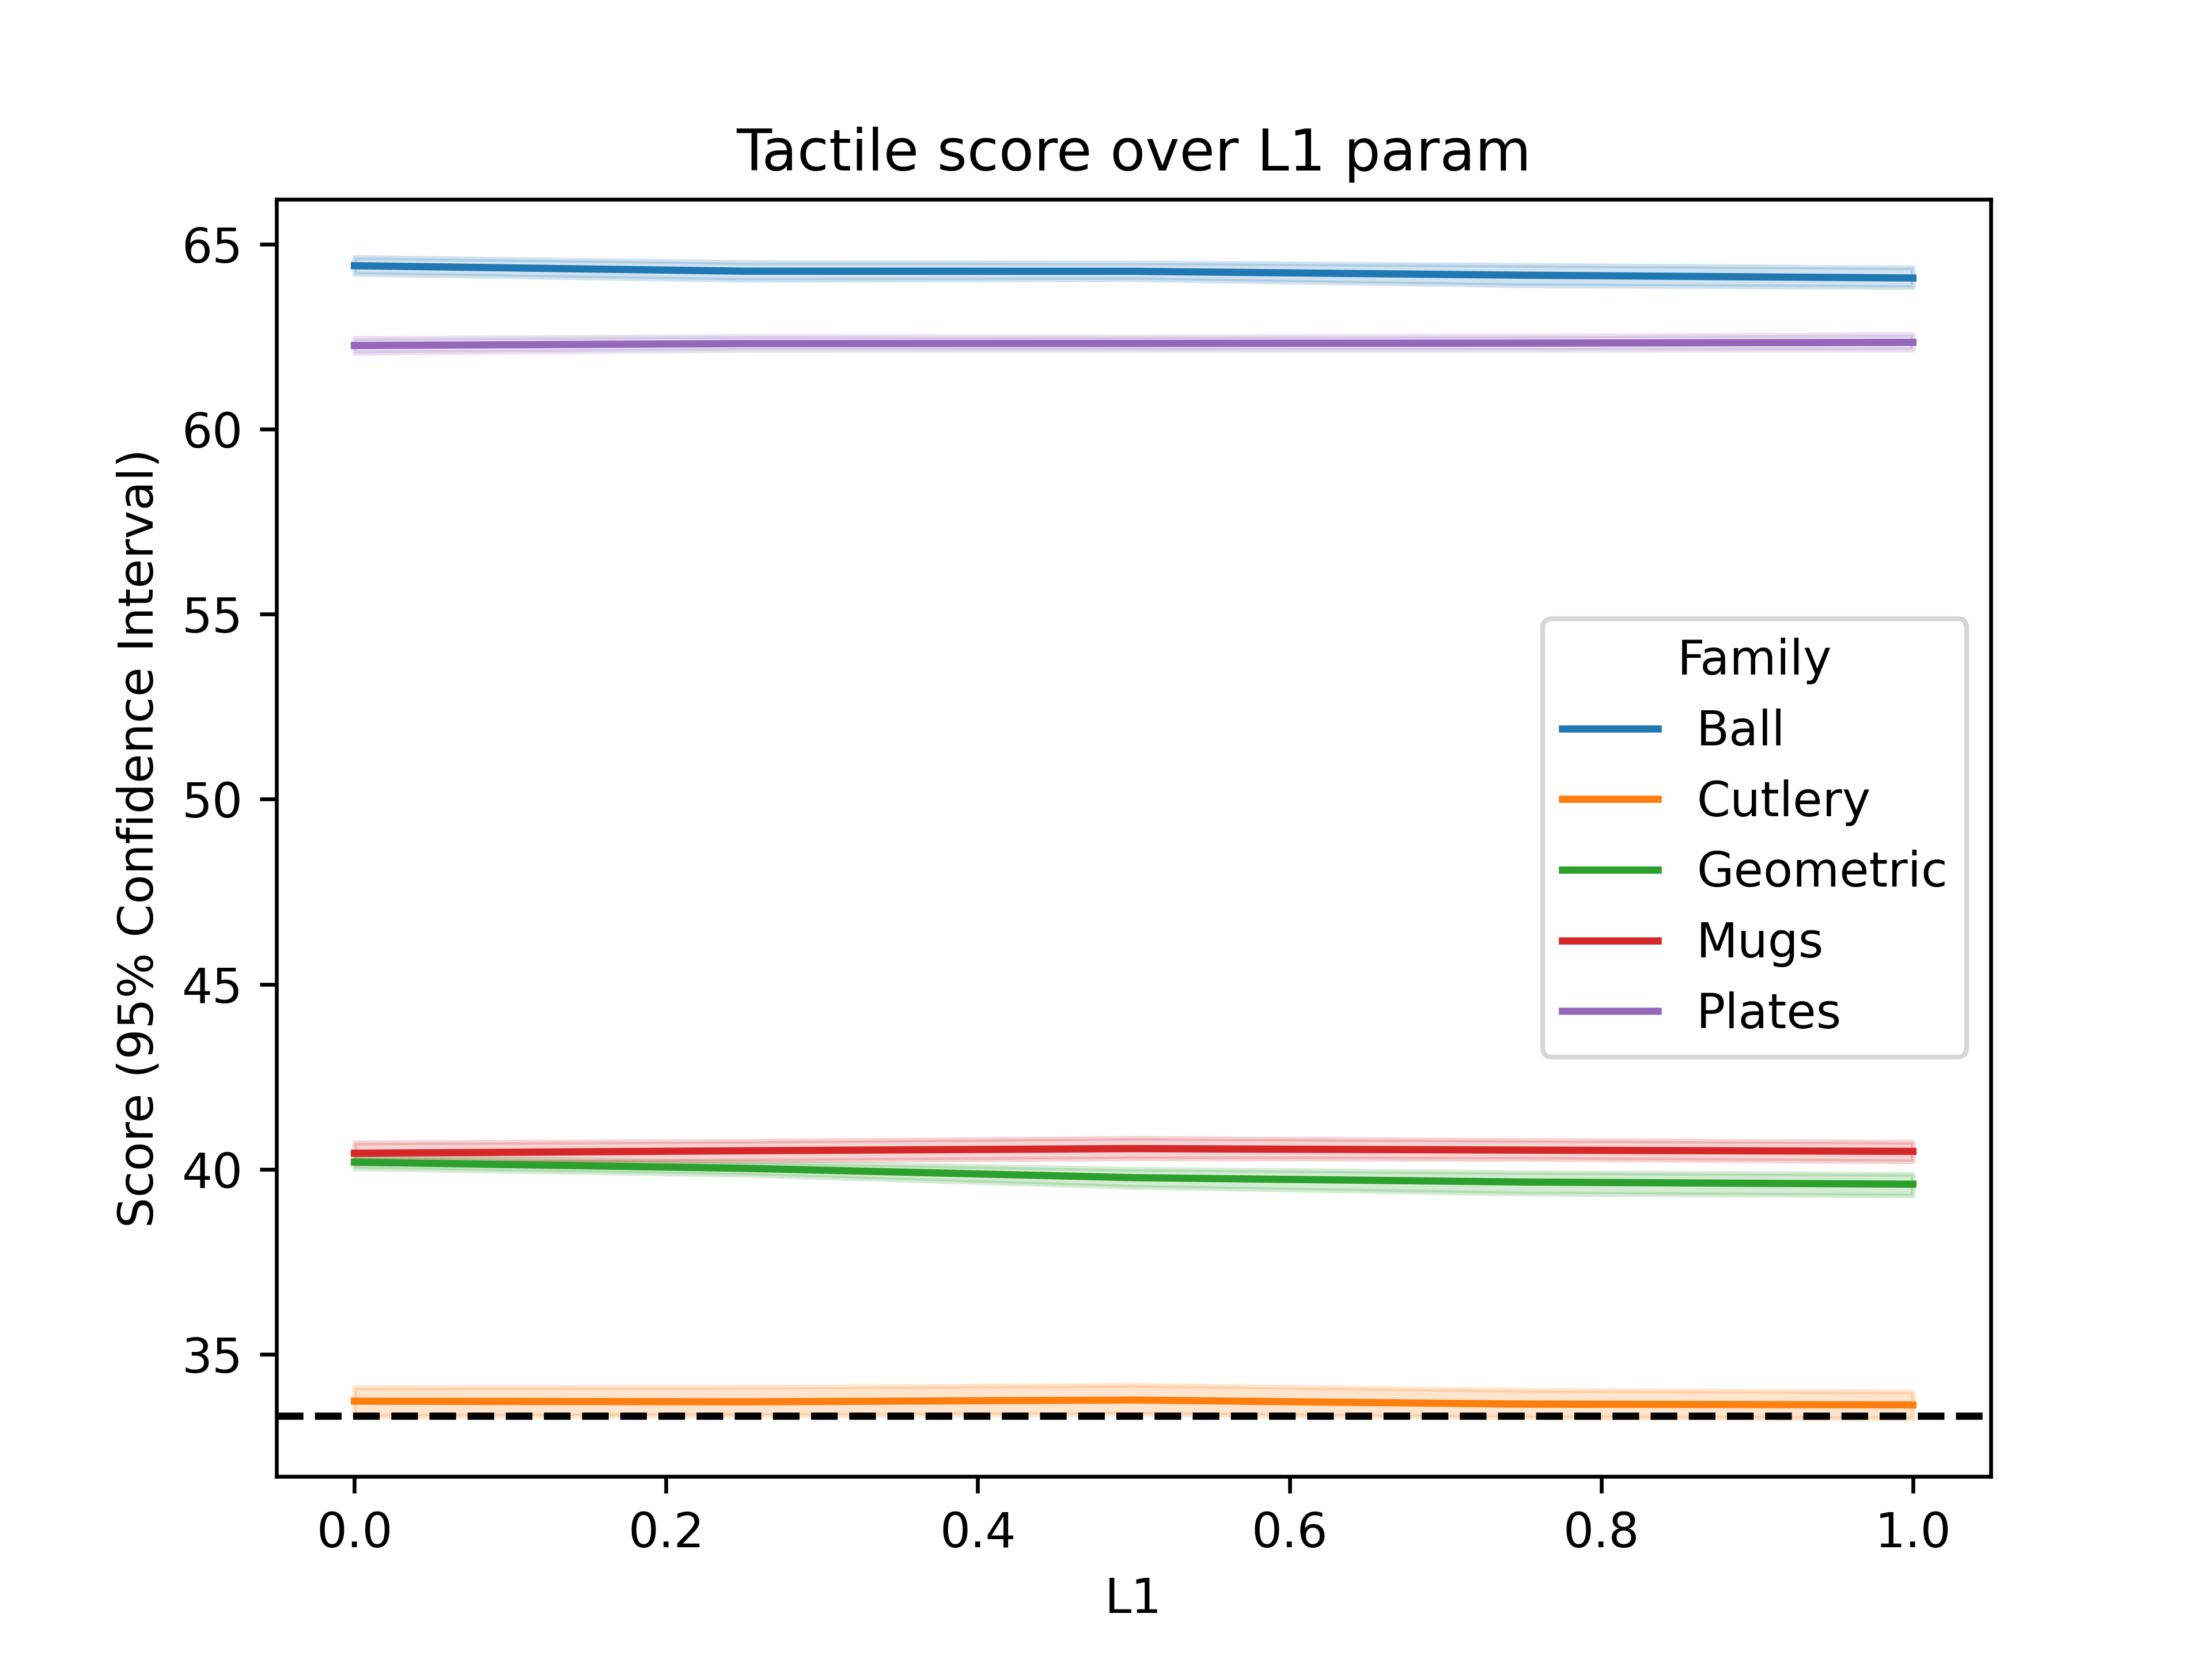 Tactile score over L1 param
Score (95% Confidence Interval)
65
60
55
50
45
40
35
Family
Ball
Cutlery
Geometric
Mugs
Plates
0.0 0.2 0.4 0.6 0.8 1.0
L1